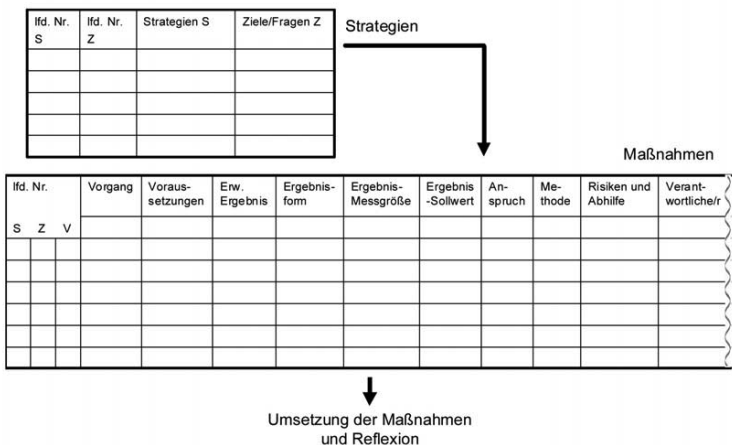 lfd. Nr. S
lfd. Nr. Z
Strategien S
Ziele/Fragen Z
Strategien
Maßnahmen
lfd. Nr.
S Z V
Vorgang
Voraus-
setzungen
Erw.
Ergebnis
Ergebnis-
form
Ergebnis-
Messgröße
Ergebnis
-Sollwert
An-
spruch
Me-
thode
Risiken und
Abhilfe
Verant-
wortliche/r
Umsetzung der Maßnahmen
und Reflexion